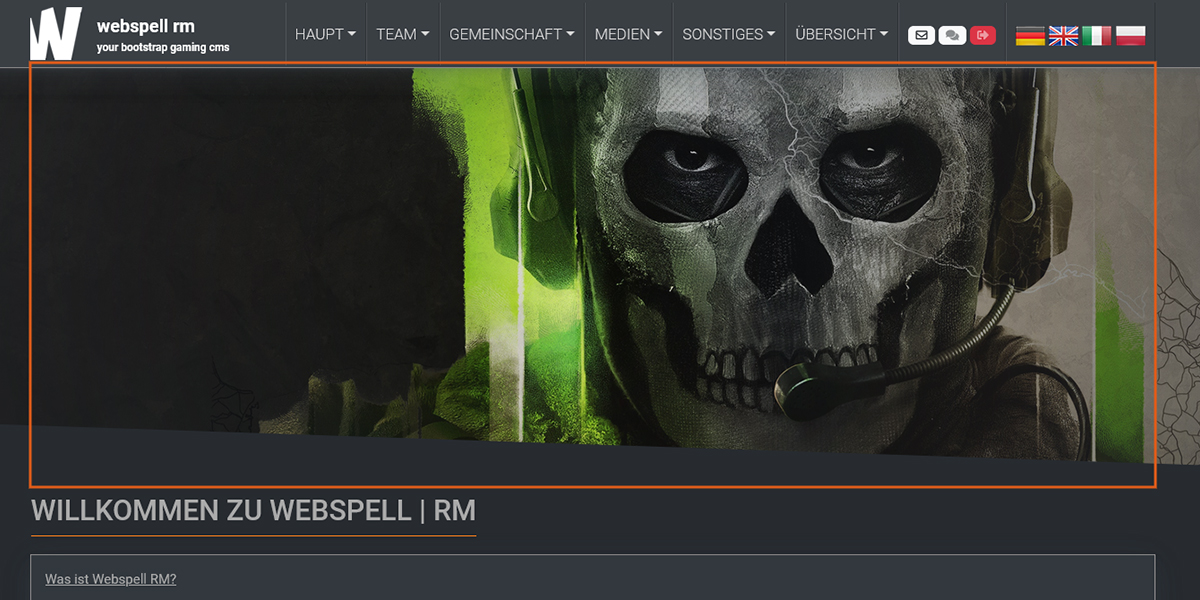 webspell rm
your bootstrap gaming cms
HAUPT TEAM GEMEINSCHAFT MEDIEN SONSTIGES ÜBERSICHT
WILLKOMMEN ZU WEBSPELL | RM
Was ist Webspell RM?